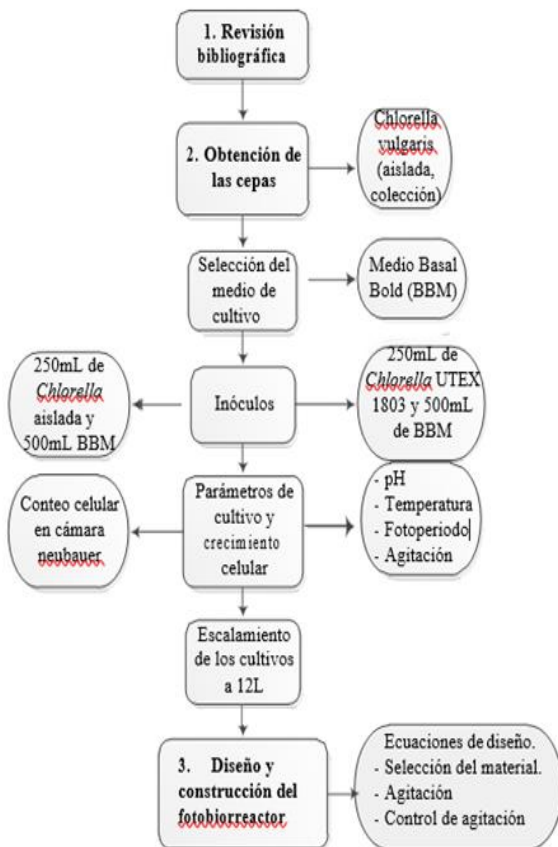 1. Revisión
bibliográfica
2. Obtención de
las cepas
Chlorella
vulgaris
(aislada,
colección)
Selección del
medio de
cultivo
Medio Basal
Bold (BBM)
250mL de
Chlorella
aislada y
500mL BBM
Inóculos
250mL de
Chlorella UTEX
1803 y 500mL
de BBM
Conteo celular
en cámara
neubauer
Parámetros de
cultivo y
crecimiento
celular
- pH
- Temperatura
- Fotoperiodo
- Agitación
Escalamiento
de los cultivos
a 12L
3. Diseño y
construcción del
fotobiorreactor
Ecuaciones de diseño.
- Selección del material.
- Agitación
- Control de agitación